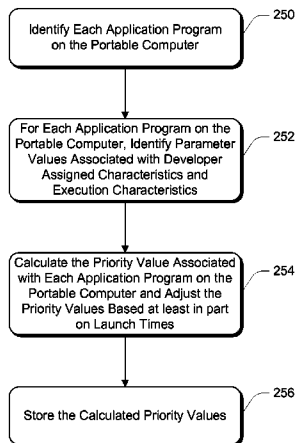 Identify Each Application Program
on the Portable Computer
250
For Each Application Program on the
Portable Computer, Identify Parameter
Values Associated with Developer
Assigned Characteristics and
Execution Characteristics
252
Calculate the Priority Value Associated
with Each Application Program on the
Portable Computer and Adjust the
Priority Values Based at least in part
on Launch Times
254
Store the Calculated Priority Values
256